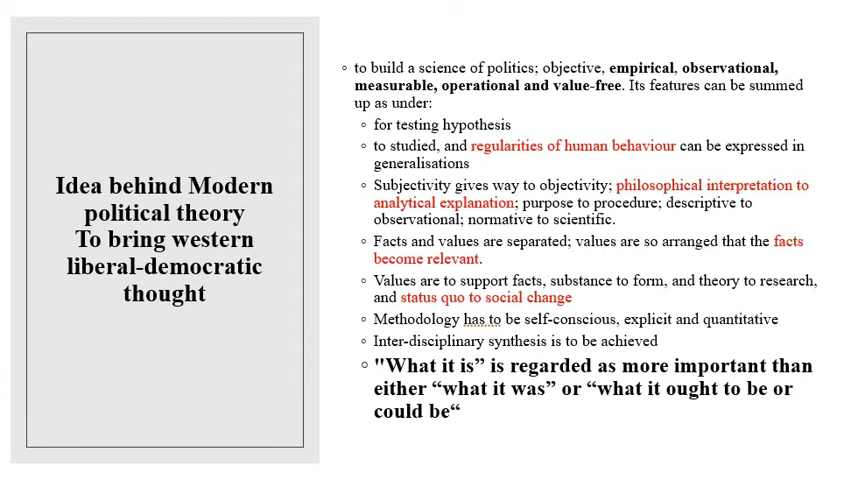 Idea behind Modern
political theory
To bring western
liberal-democratic
thought
to build a science of politics; objective, empirical, observational,
measurable, operational and value-free. Its features can be summed
up as under:
for testing hypothesis
to studied, and regularities of human behaviour can be expressed in
generalisations
Subjectivity gives way to objectivity; philosophical interpretation to
analytical explanation; purpose to procedure; descriptive to
observational; normative to scientific.
Facts and values are separated; values are so arranged that the facts
become relevant.
Values are to support facts, substance to form, and theory to research,
and status quo to social change
Methodology has to be self-conscious, explicit and quantitative
Inter-disciplinary synthesis is to be achieved
"What it is” is regarded as more important than
either “what it was” or “what it ought to be or
could be“